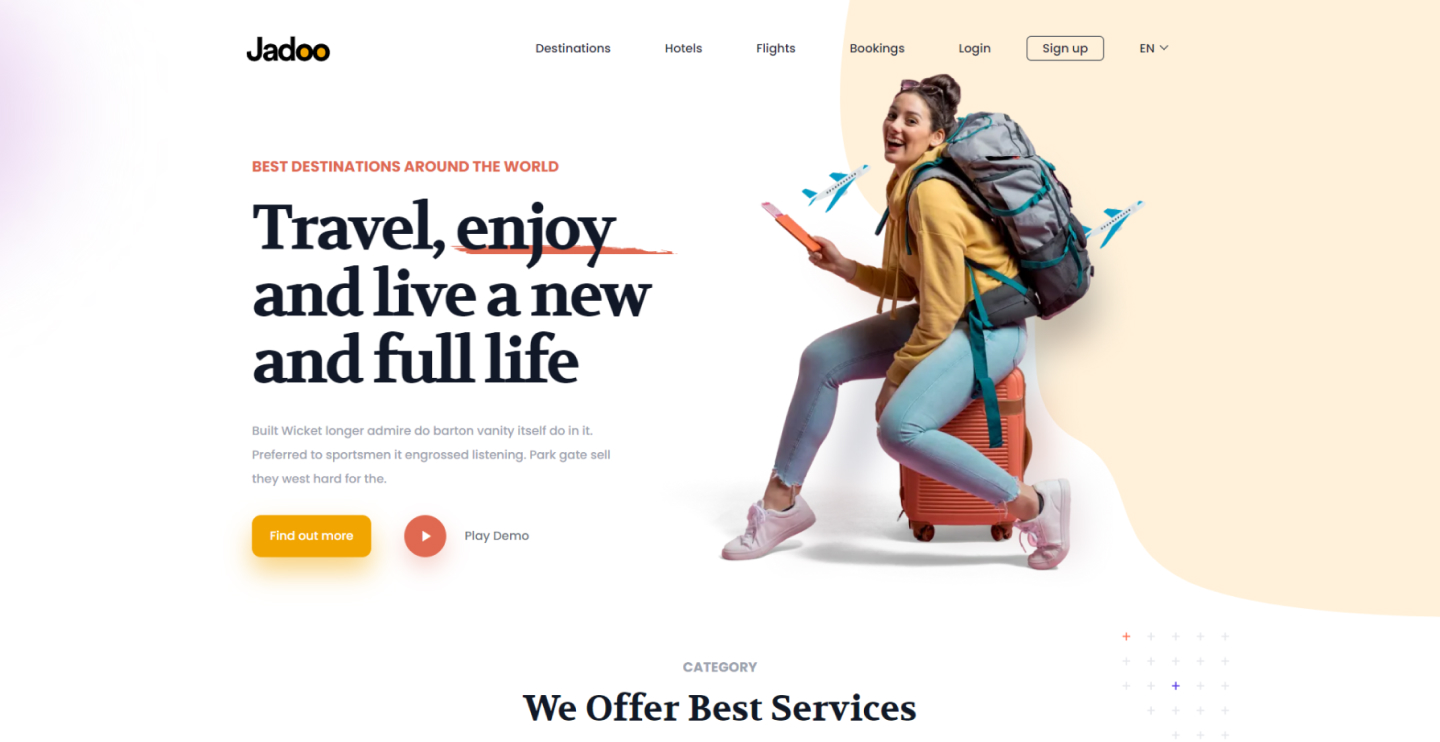 Jadoo
Destinations
Hotels
Flights
Bookings
Login
Sign up
EN
BEST DESTINATIONS AROUND THE WORLD
Travel, enjoy
and live a new
and full life
Built Wicket longer admire do barton vanity itself do in it.
Preferred to sportsmen it engrossed listening. Park gate sell
they west hard for the.
Find out more
Play Demo
CATEGORY
We Offer Best Services